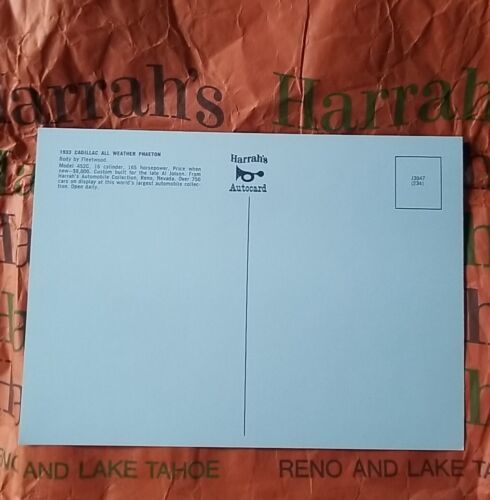 Harrah's
Harrah
1933 CADILLAC ALL WEATHER PHAETON
Body by Fleetwood.
Model 452C, 16 cylinder, 165 horsepower. Price when
new—$8,000. Custom built for the late Al Jolson. From
Harrah's Automobile Collection, Reno, Nevada. Over 750
cars on display at this world's largest automobile collec-
tion. Open daily.
Harrah's
Autocard
J3947
(234)
AND LAKE TAHOE
RENO AND LAKE T